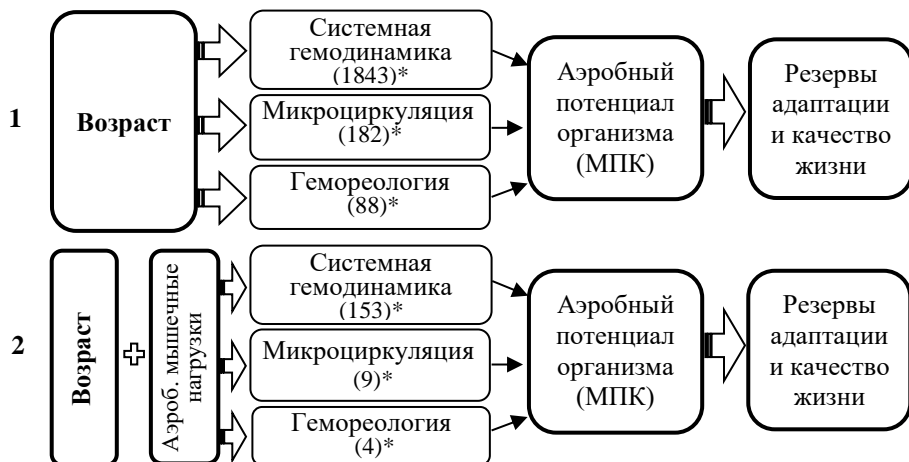 1
Возраст
Системная
гемодинамика
(1843)*
Микроциркуляция
(182)*
Гемореология
(88)*
Аэробный
потенциал
организма
(МПК)
Резервы
адаптации
и качество
жизни
2
Возраст
Аэроб. мышечные
нагрузки
Системная
гемодинамика
(153)*
Микроциркуляция
(9)*
Гемореология
(4)*
Аэробный
потенциал
организма
(МПК)
Резервы
адаптации
и качество
жизни